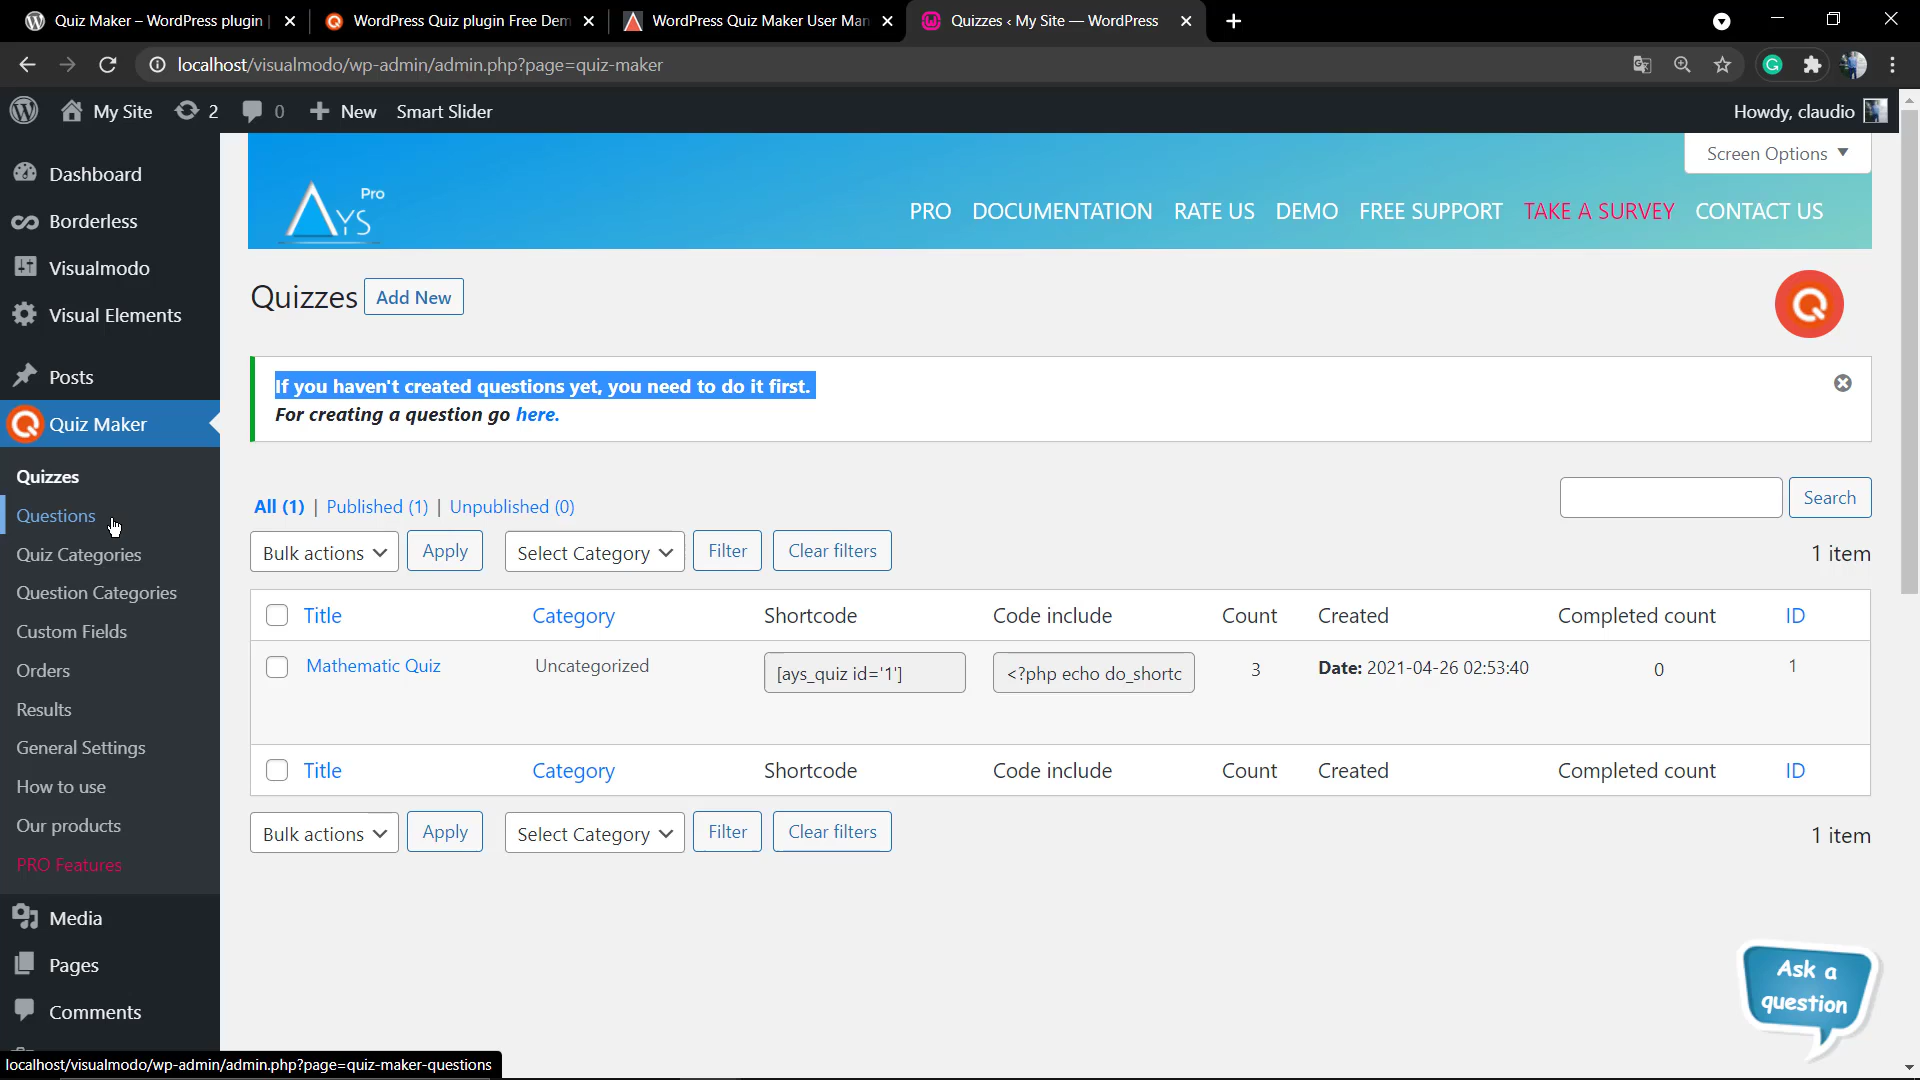 Quiz Maker – WordPress plugin
WordPress Quiz plugin Free Dem
WordPress Quiz Maker User Man
Quizzes ‹ My Site — WordPress
localhost/visualmodo/wp-admin/admin.php?page=quiz-maker
My Site
2
0
New
Smart Slider
Howdy, claudio
Screen Options
Dashboard
Borderless
Visualmodo
Visual Elements
Posts
Quiz Maker
Quizzes
Questions
Quiz Categories
Question Categories
Custom Fields
Orders
Results
General Settings
How to use
Our products
PRO Features
Media
Pages
Comments
AYS Pro
PRO DOCUMENTATION RATE US DEMO FREE SUPPORT TAKE A SURVEY CONTACT US
Quizzes Add New
If you haven't created questions yet, you need to do it first.
For creating a question go here.
All (1) | Published (1) | Unpublished (0)
Search
Bulk actions Apply Select Category Filter Clear filters 1 item
Title Category Shortcode Code include Count Created Completed count ID
Mathematic Quiz Uncategorized [ays_quiz id='1'] <?php echo do_shortc 3 Date: 2021-04-26 02:53:40 0 1
Title Category Shortcode Code include Count Created Completed count ID
Bulk actions Apply Select Category Filter Clear filters 1 item
Ask a
question
localhost/visualmodo/wp-admin/admin.php?page=quiz-maker-questions